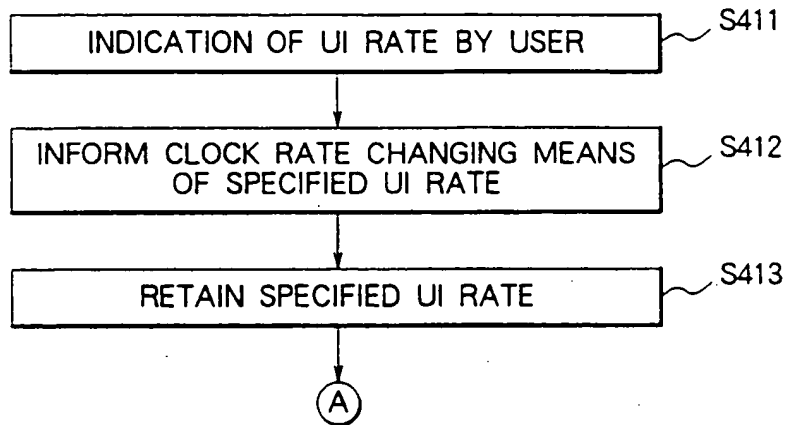 INDICATION OF UI RATE BY USER
S411
INFORM CLOCK RATE CHANGING MEANS
OF SPECIFIED UI RATE
S412
RETAIN SPECIFIED UI RATE
S413
A